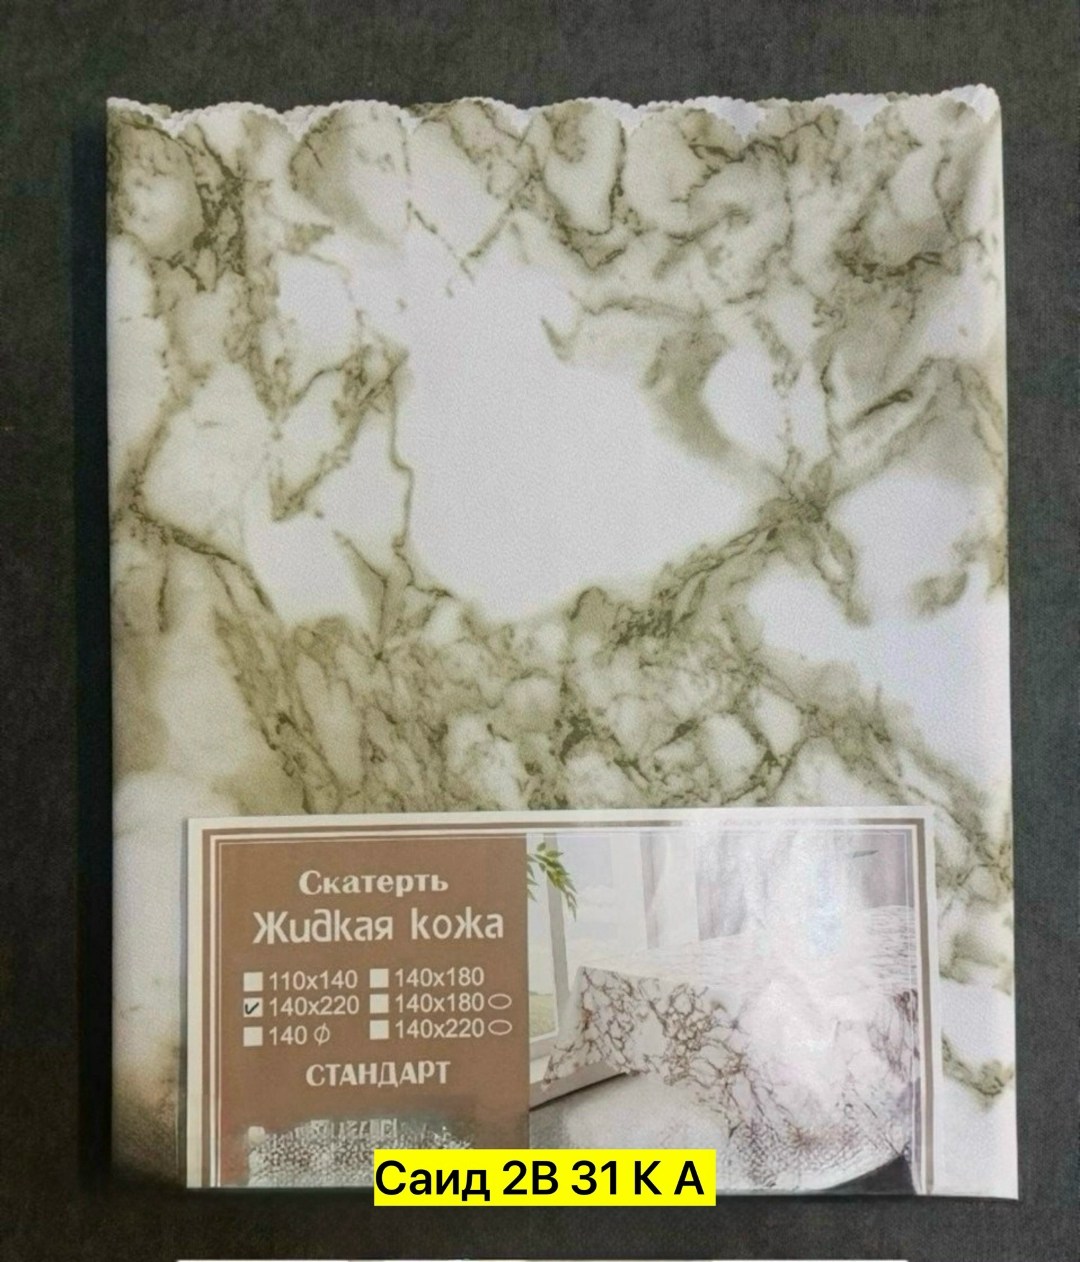 Скатерть
Жидкая кожа
110x140 140x180
140x220 140x180
140 ϕ 140x220
СТАНДАРТ
Саид 2В 31 К А